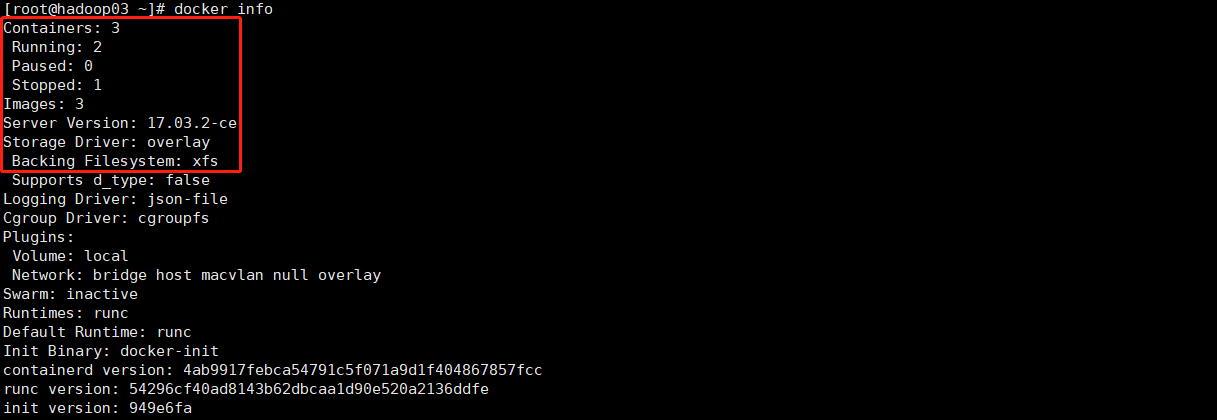 [root@hadoop03 ~]# docker info
Containers: 3
 Running: 2
 Paused: 0
 Stopped: 1
Images: 3
Server Version: 17.03.2-ce
Storage Driver: overlay
 Backing Filesystem: xfs
 Supports d_type: false
Logging Driver: json-file
Cgroup Driver: cgroupfs
Plugins:
 Volume: local
 Network: bridge host macvlan null overlay
Swarm: inactive
Runtimes: runc
Default Runtime: runc
Init Binary: docker-init
containerd version: 4ab9917febca54791c5f071a9d1f404867857fcc
runc version: 54296cf40ad8143b62dbcaa1d90e520a2136ddfe
init version: 949e6fa